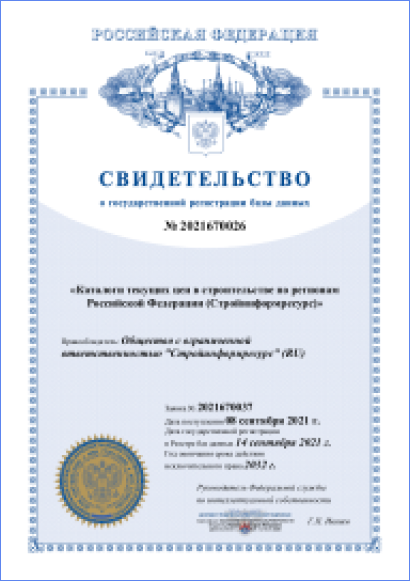 РОССИЙСКАЯ ФЕДЕРАЦИЯ
СВИДЕТЕЛЬСТВО
о государственной регистрации базы данных
№ 2021670026
«Каталоги текущих цен в строительстве по регионам
Российской Федерации (Стройинформресурс)»
Правообладатель: Общество с ограниченной
ответственностью "Стройинформресурс" (RU)
Заявка № 2021670037
Дата поступления 08 сентября 2021 г.
Дата государственной регистрации
в Реестре баз данных 14 сентября 2021 г.
Год окончания срока действия
исключительного права 2032 г.
Руководитель Федеральной службы
по интеллектуальной собственности
Г.П. Ивлиев